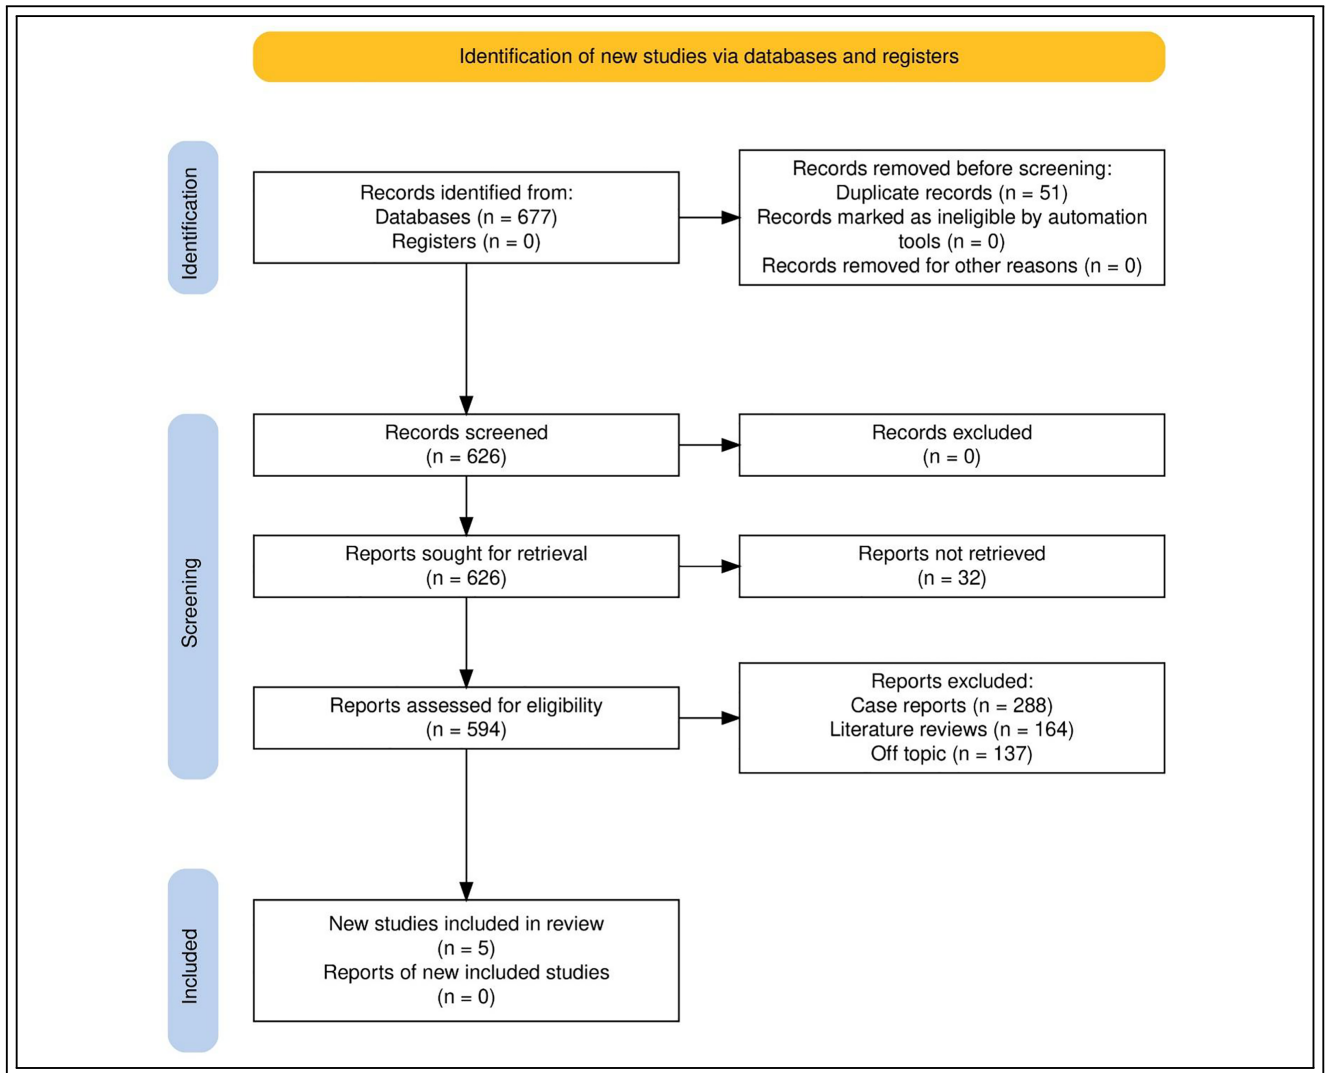 Identification of new studies via databases and registers
Identification
Records identified from:
Databases (n = 677)
Registers (n = 0)
Records removed before screening:
Duplicate records (n = 51)
Records marked as ineligible by automation
tools (n = 0)
Records removed for other reasons (n = 0)
Screening
Records screened
(n = 626)
Records excluded
(n = 0)
Reports sought for retrieval
(n = 626)
Reports not retrieved
(n = 32)
Reports assessed for eligibility
(n = 594)
Reports excluded:
Case reports (n = 288)
Literature reviews (n = 164)
Off topic (n = 137)
Included
New studies included in review
(n = 5)
Reports of new included studies
(n = 0)